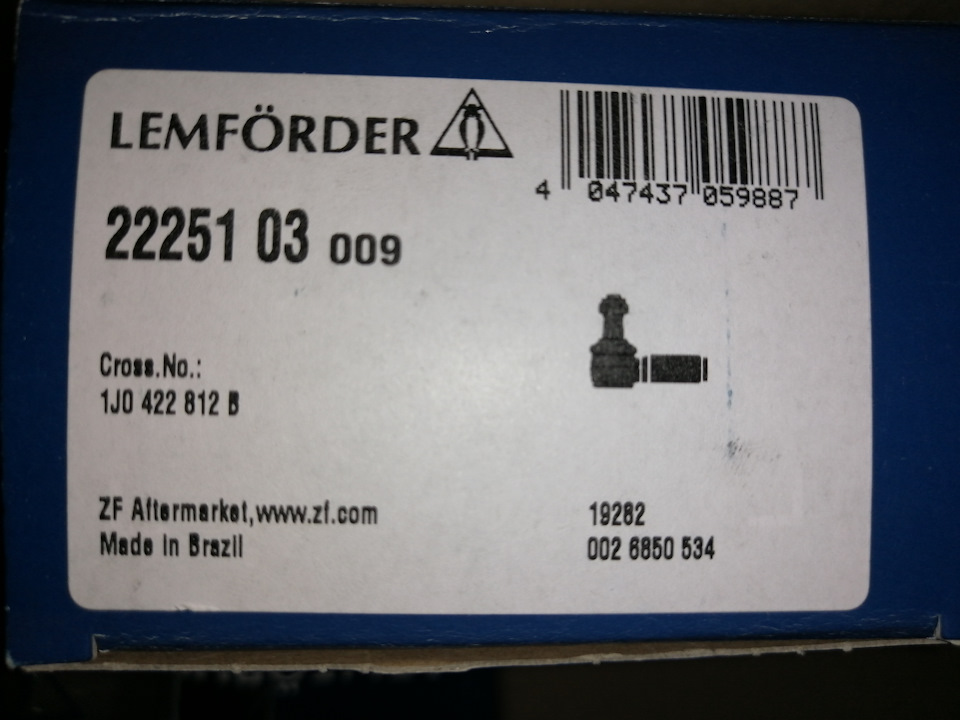 LEMFÖRDER
4 047437 059887
22251 03 009
Cross.No.:
1J0 422 812 B
ZF Aftermarket,www.zf.com
Made in Brazil
19282
002 6850 534